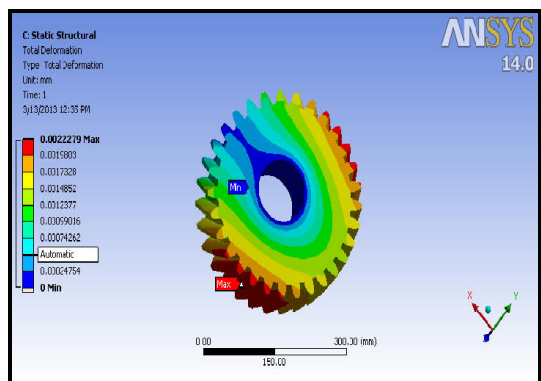 C: Static Structural
Total Deformation
Type: Total Deformation
Unit: mm
Time: 1
3/13/2013 12:35 PM
ANSYS
14.0
0.0022279 Max
0.0019803
0.0017328
0.0014852
0.0012377
0.00099016
0.00074262
Automatic
0.00024754
0 Min
Min
Max
0.00
300.00 (mm)
150.00
X
Y